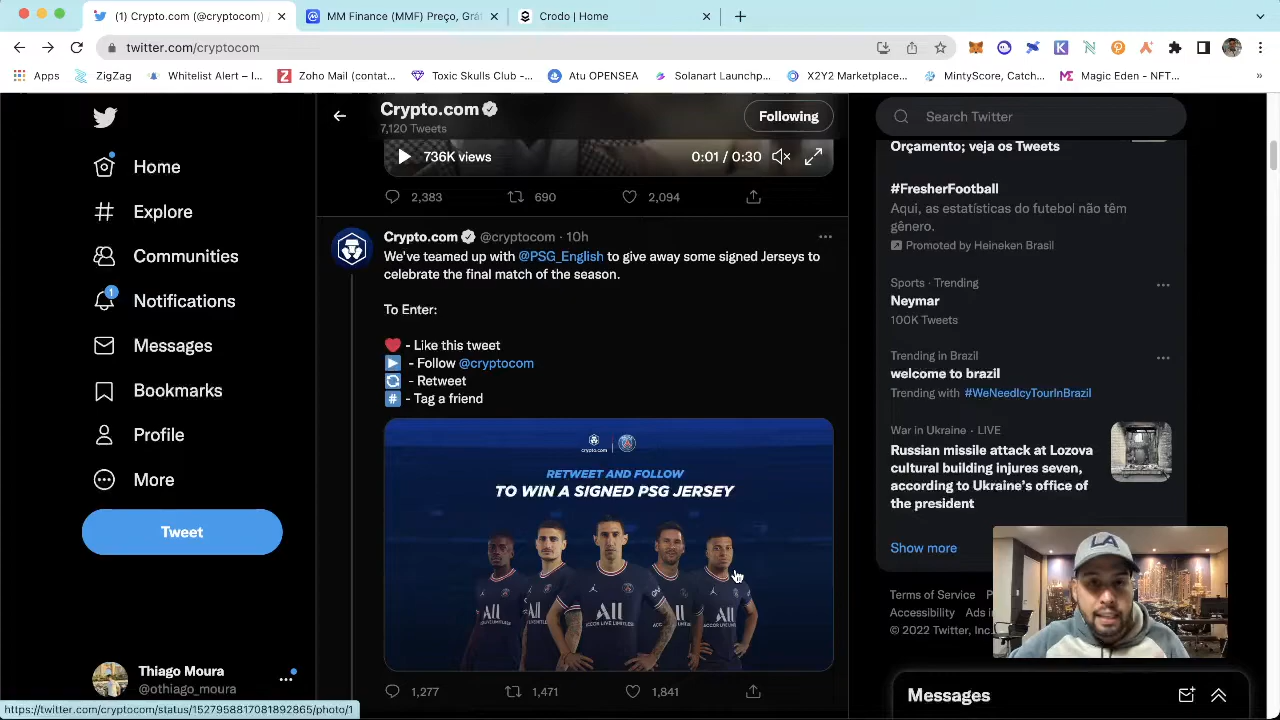 (1) Crypto.com (@cryptocom) /
MM Finance (MMF) Preço, Grá
Crodo | Home
twitter.com/cryptocom
Apps
ZigZag
Whitelist Alert – I...
Zoho Mail (contat...
Toxic Skulls Club -...
Atu OPENSEA
Solanart Launchp...
X2Y2 Marketplace...
MintyScore, Catch...
Magic Eden - NFT...
Home
Explore
Communities
1
Notifications
Messages
Bookmarks
Profile
More
Tweet
Thiago Moura
@othiago_moura
https://twitter.com/cryptocom/status/1527958817081892865/photo/1
Crypto.com
7,120 Tweets
Following
736K views
0:01 / 0:30
2,383
690
2,094
Crypto.com @cryptocom · 10h
We've teamed up with @PSG_English to give away some signed Jerseys to
celebrate the final match of the season.
To Enter:
- Like this tweet
- Follow @cryptocom
- Retweet
# - Tag a friend
crypto.com
RETWEET AND FOLLOW
TO WIN A SIGNED PSG JERSEY
ALL
ACCOR LIVE LIMITLESS
1,277
1,471
1,841
Search Twitter
Orçamento; veja os Tweets
#FresherFootball
Aqui, as estatísticas do futebol não têm
gênero.
Promoted by Heineken Brasil
Sports · Trending
Neymar
100K Tweets
Trending in Brazil
welcome to brazil
Trending with #WeNeedIcyTourInBrazil
War in Ukraine · LIVE
Russian missile attack at Lozova
cultural building injures seven,
according to Ukraine's office of
the president
Show more
Terms of Service
Accessibility
© 2022 Twitter, Inc.
LA
Messages